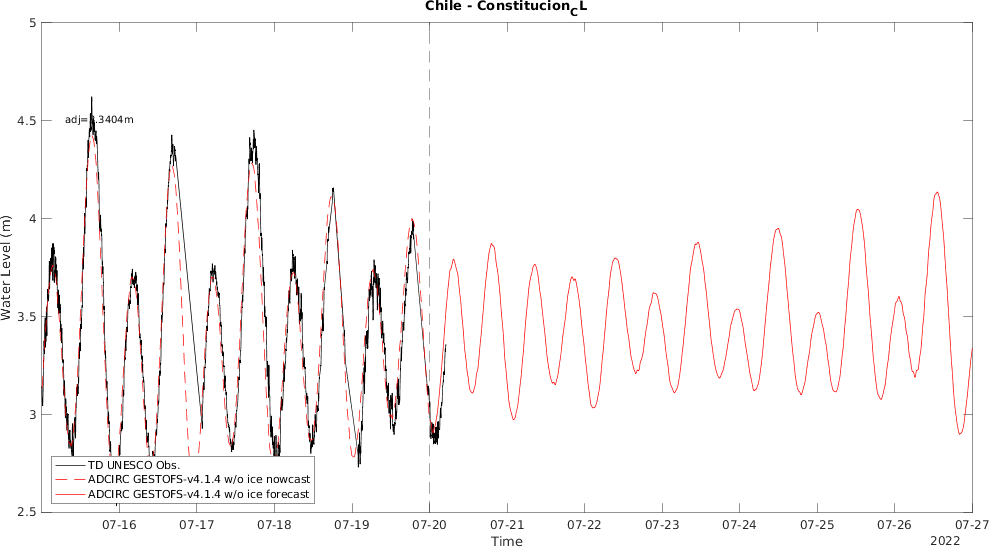 Chile - Constitucion_CL
5
4.5
4
3.5
3
2.5
Water Level (m)
adj= .3404m
TD UNESCO Obs.
ADCIRC GESTOFS-v4.1.4 w/o ice nowcast
ADCIRC GESTOFS-v4.1.4 w/o ice forecast
07-16 07-17 07-18 07-19 07-20 07-21 07-22 07-23 07-24 07-25 07-26 07-27
Time
2022